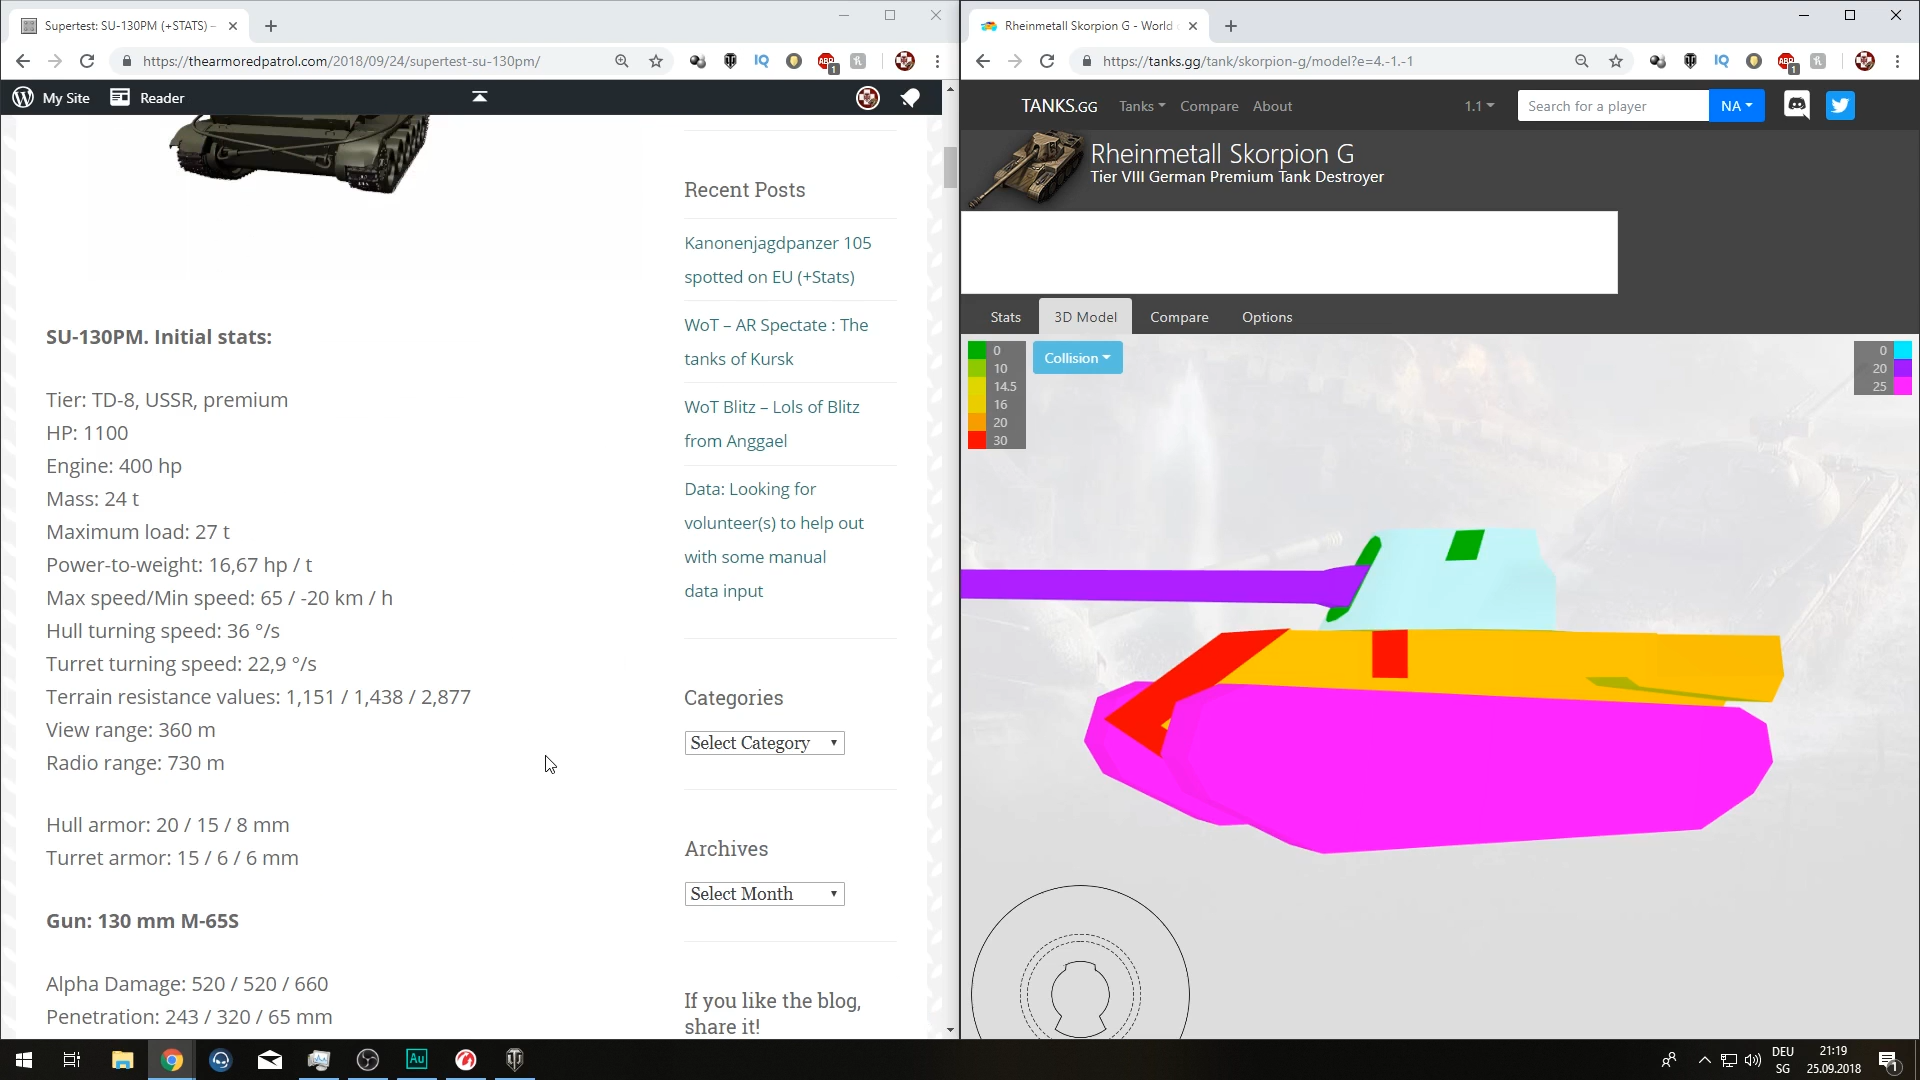 Supertest: SU-130PM (+STATS) –
https://thearmoredpatrol.com/2018/09/24/supertest-su-130pm/
IQ
ABP
1
My Site
Reader
SU-130PM. Initial stats:
Tier: TD-8, USSR, premium
HP: 1100
Engine: 400 hp
Mass: 24 t
Maximum load: 27 t
Power-to-weight: 16,67 hp / t
Max speed/Min speed: 65 / -20 km / h
Hull turning speed: 36 °/s
Turret turning speed: 22,9 °/s
Terrain resistance values: 1,151 / 1,438 / 2,877
View range: 360 m
Radio range: 730 m
Hull armor: 20 / 15 / 8 mm
Turret armor: 15 / 6 / 6 mm
Gun: 130 mm M-65S
Alpha Damage: 520 / 520 / 660
Penetration: 243 / 320 / 65 mm
Recent Posts
Kanonenjagdpanzer 105
spotted on EU (+Stats)
WoT – AR Spectate : The
tanks of Kursk
WoT Blitz – Lols of Blitz
from Anggael
Data: Looking for
volunteer(s) to help out
with some manual
data input
Categories
Select Category
Archives
Select Month
If you like the blog,
share it!
Rheinmetall Skorpion G - World
https://tanks.gg/tank/skorpion-g/model?e=4.-1.-1
IQ
ABP
1
TANKS.GG
Tanks
Compare
About
1.1
Search for a player
NA
Rheinmetall Skorpion G
Tier VIII German Premium Tank Destroyer
Stats
3D Model
Compare
Options
0
10
14.5
16
20
30
Collision
0
20
25
Au
DEU
SG
21:19
25.09.2018
1